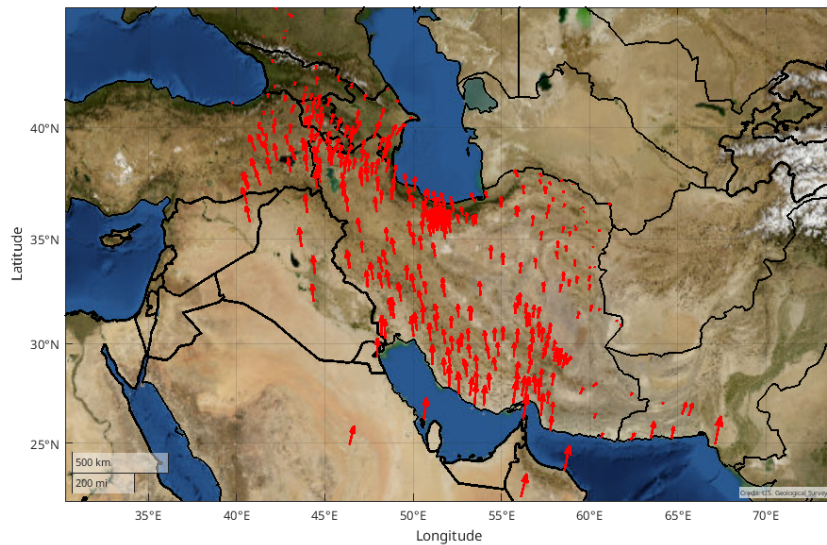 Latitude
40°N
35°N
30°N
25°N
500 km
200 mi
Credit: U.S. Geological Survey
35°E
40°E
45°E
50°E
55°E
60°E
65°E
70°E
Longitude